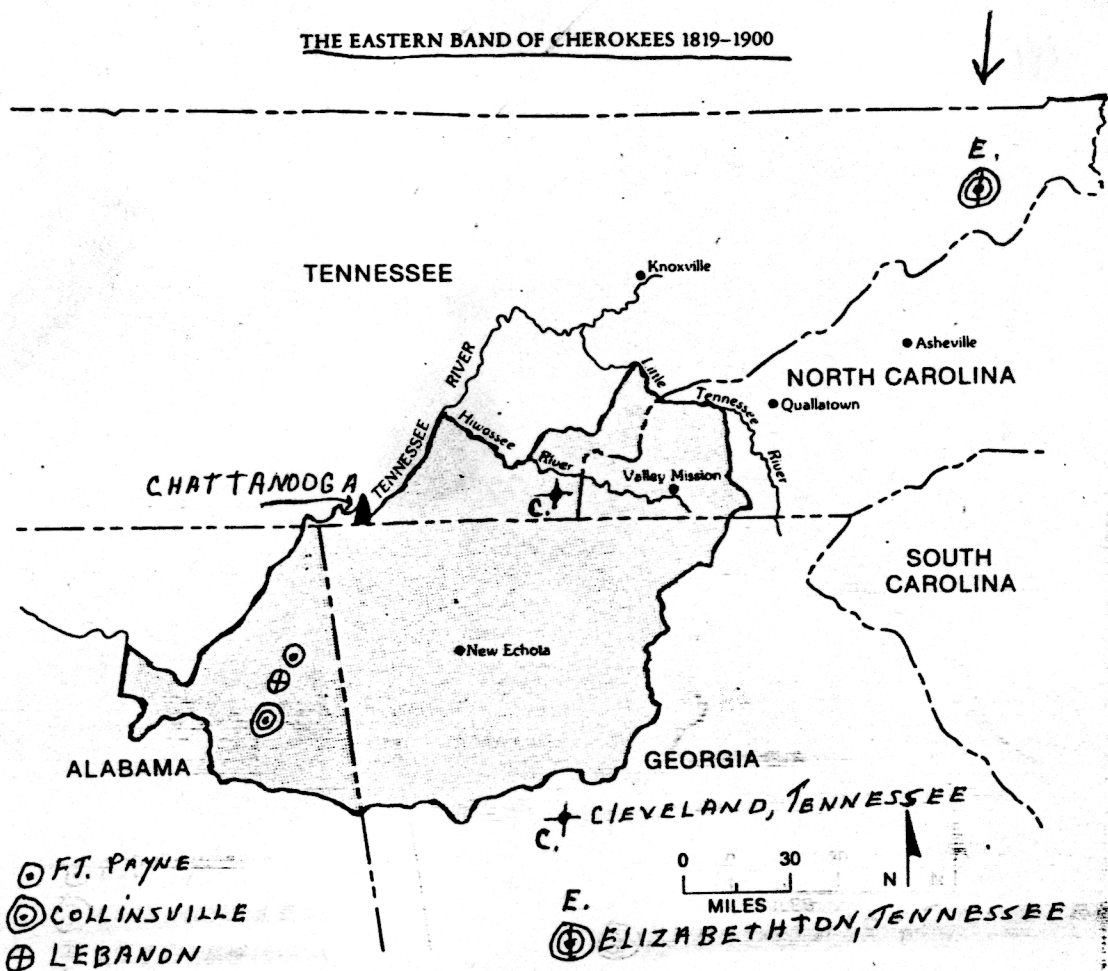 THE EASTERN BAND OF CHEROKEES 1819–1900
E.
TENNESSEE
Knoxville
Asheville
RIVER
Little
NORTH CAROLINA
Tennessee
Quallatown
Hiwassee
TENNESSEE
River
River
Valley Mission
CHATTANOOGA
C.
SOUTH
CAROLINA
New Echota
ALABAMA
GEORGIA
C.
CLEVELAND, TENNESSEE
FT. PAYNE
0 30
N
MILES
COLLINSVILLE
E.
ELIZABETHTON, TENNESSEE
LEBANON